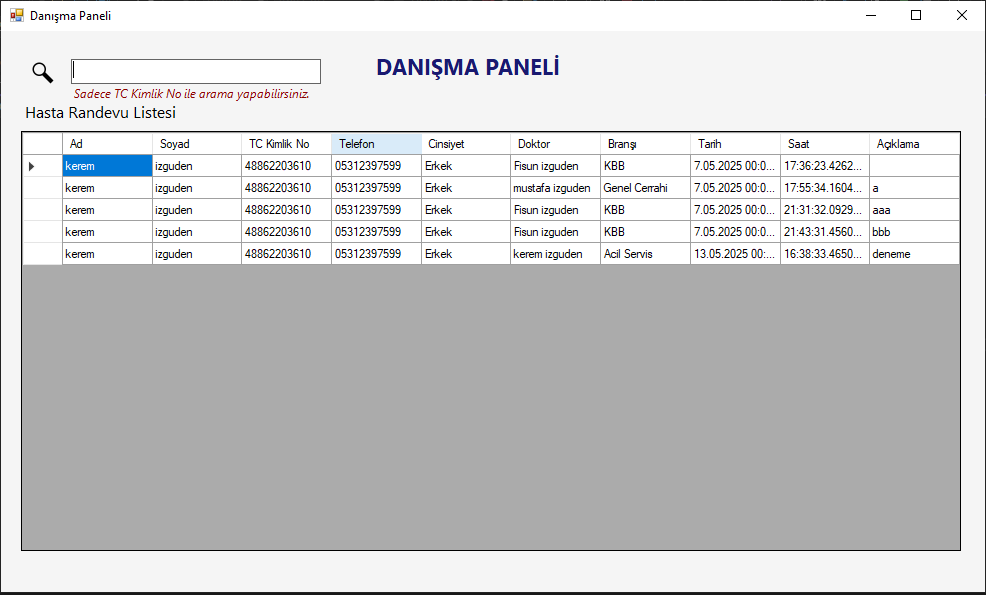 Danışma Paneli
DANIŞMA PANELİ
Sadece TC Kimlik No ile arama yapabilirsiniz.
Hasta Randevu Listesi
Ad Soyad TC Kimlik No Telefon Cinsiyet Doktor Branşı Tarih Saat Açıklama
kerem izguden 48862203610 05312397599 Erkek Fisun izguden KBB 7.05.2025 00:0... 17:36:23.4262...
kerem izguden 48862203610 05312397599 Erkek mustafa izguden Genel Cerrahi 7.05.2025 00:0... 17:55:34.1604... a
kerem izguden 48862203610 05312397599 Erkek Fisun izguden KBB 7.05.2025 00:0... 21:31:32.0929... aaa
kerem izguden 48862203610 05312397599 Erkek Fisun izguden KBB 7.05.2025 00:0... 21:43:31.4560... bbb
kerem izguden 48862203610 05312397599 Erkek kerem izguden Acil Servis 13.05.2025 00:... 16:38:33.4650... deneme